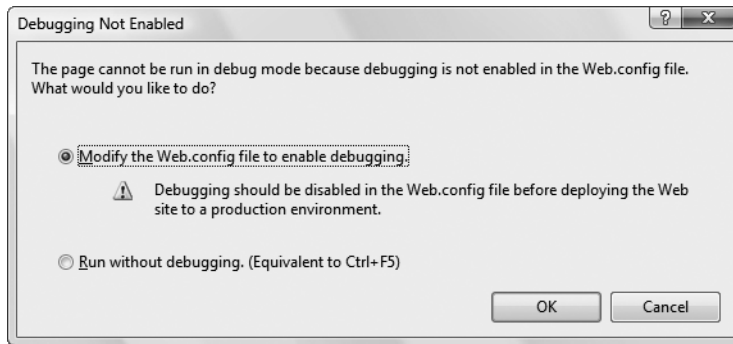 Debugging Not Enabled
The page cannot be run in debug mode because debugging is not enabled in the Web.config file.
What would you like to do?
Modify the Web.config file to enable debugging.
Debugging should be disabled in the Web.config file before deploying the Web
site to a production environment.
Run without debugging. (Equivalent to Ctrl+F5)
OK Cancel